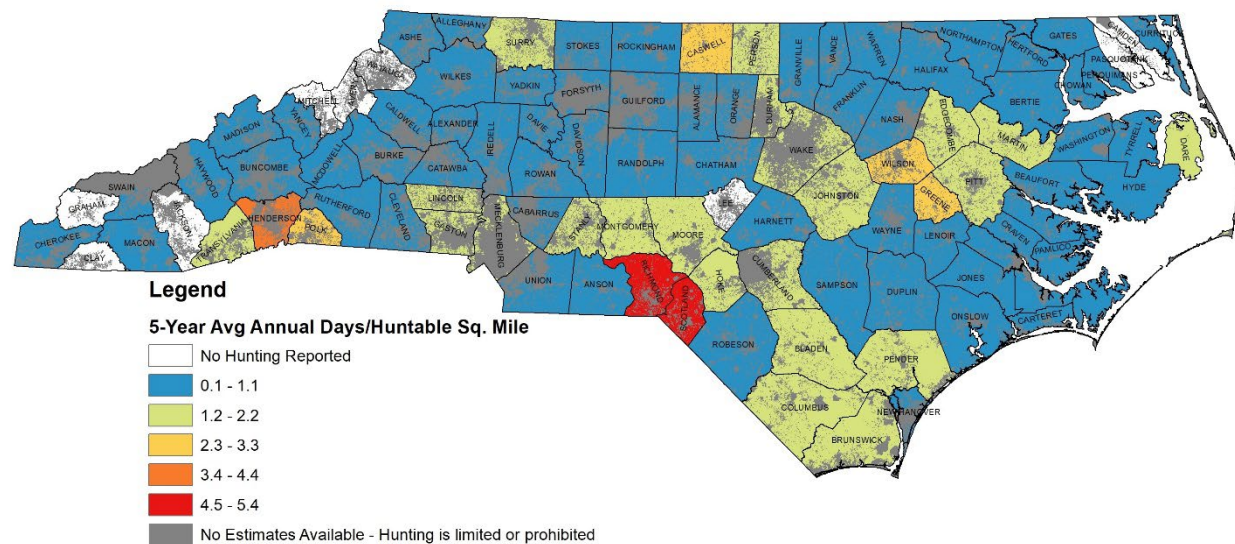 ALLEGHANY
ASHE
SURRY
STOKES
ROCKINGHAM
CASWELL
PERSON
GRANVILLE
VANCE
WARREN
NORTHAMPTON
HERTFORD
GATES
CAMDEN
CURRITUCK
PASQUOTANK
PERQUIMANS
CHOWAN
WATAUGA
WILKES
YADKIN
FORSYTH
GUILFORD
ALAMANCE
ORANGE
DURHAM
FRANKLIN
HALIFAX
BERTIE
MITCHELL
AVERY
YANCEY
MADISON
CALDWELL
ALEXANDER
IREDELL
DAVIE
DAVIDSON
RANDOLPH
CHATHAM
WAKE
NASH
EDGECOMBE
MARTIN
WASHINGTON
TYRRELL
DARE
HAYWOOD
BUNCOMBE
MCDOWELL
BURKE
CATAWBA
ROWAN
JOHNSTON
WILSON
PITT
BEAUFORT
HYDE
SWAIN
GRAHAM
JACKSON
HENDERSON
RUTHERFORD
CLEVELAND
LINCOLN
GASTON
MECKLENBURG
CABARRUS
STANLY
MONTGOMERY
MOORE
LEE
HARNETT
WAYNE
GREENE
LENOIR
CRAVEN
PAMLICO
CHEROKEE
CLAY
MACON
TRANSYLVANIA
POLK
UNION
ANSON
RICHMOND
SCOTLAND
HOKE
CUMBERLAND
SAMPSON
DUPLIN
JONES
ONSLOW
CARTERET
ROBESON
BLADEN
PENDER
COLUMBUS
NEW HANOVER
BRUNSWICK
Legend
5-Year Avg Annual Days/Huntable Sq. Mile
No Hunting Reported
0.1 - 1.1
1.2 - 2.2
2.3 - 3.3
3.4 - 4.4
4.5 - 5.4
No Estimates Available - Hunting is limited or prohibited